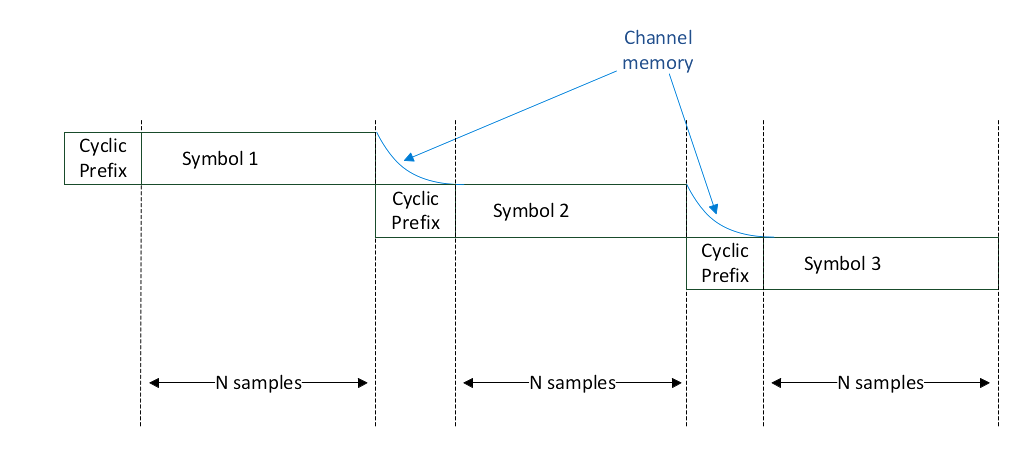 Channel
memory
Cyclic
Prefix
Symbol 1
Cyclic
Prefix
Symbol 2
Cyclic
Prefix
Symbol 3
N samples
N samples
N samples